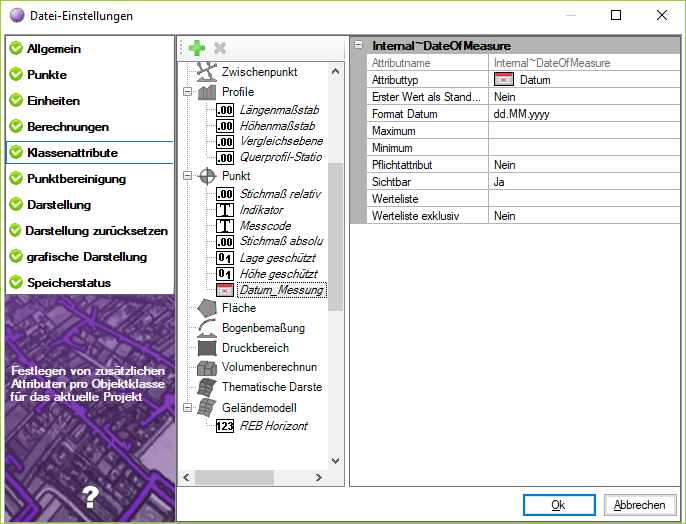 Datei-Einstellungen
Allgemein
Punkte
Einheiten
Berechnungen
Klassenattribute
Punktbereinigung
Darstellung
Darstellung zurücksetzen
grafische Darstellung
Speicherstatus
Festlegen von zusätzlichen
Attributen pro Objektklasse
für das aktuelle Projekt
?
Zwischenpunkt
Profile
.00 Längenmaßstab
.00 Höhenmaßstab
.00 Vergleichsebene
.00 Querprofil-Statio
Punkt
.00 Stichmaß relativ
T Indikator
T Messcode
.00 Stichmaß absolu
01 Lage geschützt
01 Höhe geschützt
Datum_Messung
Fläche
Bogenbemaßung
Druckbereich
Volumenberechnun
Thematische Darste
Geländemodell
123 REB Horizont
Internal~DateOfMeasure
Attributname Internal~DateOfMeasure
Attributtyp Datum
Erster Wert als Stand... Nein
Format Datum dd.MM.yyyy
Maximum
Minimum
Pflichtattribut Nein
Sichtbar Ja
Werteliste
Werteliste exklusiv Nein
Ok
Abbrechen